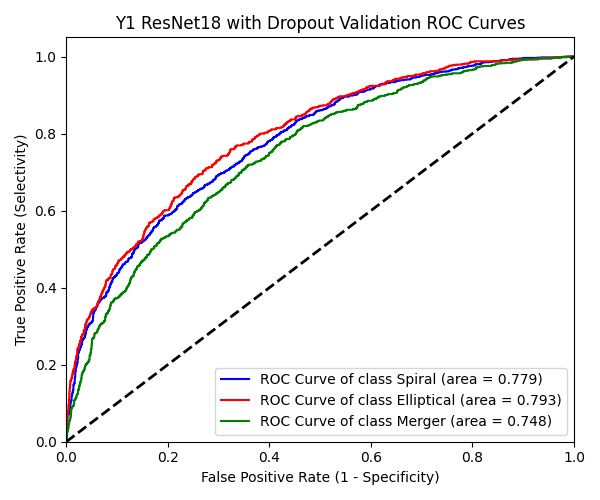 Y1 ResNet18 with Dropout Validation ROC Curves
True Positive Rate (Selectivity)
1.0
0.8
0.6
0.4
0.2
0.0
ROC Curve of class Spiral (area = 0.779)
ROC Curve of class Elliptical (area = 0.793)
ROC Curve of class Merger (area = 0.748)
0.0 0.2 0.4 0.6 0.8 1.0
False Positive Rate (1 - Specificity)